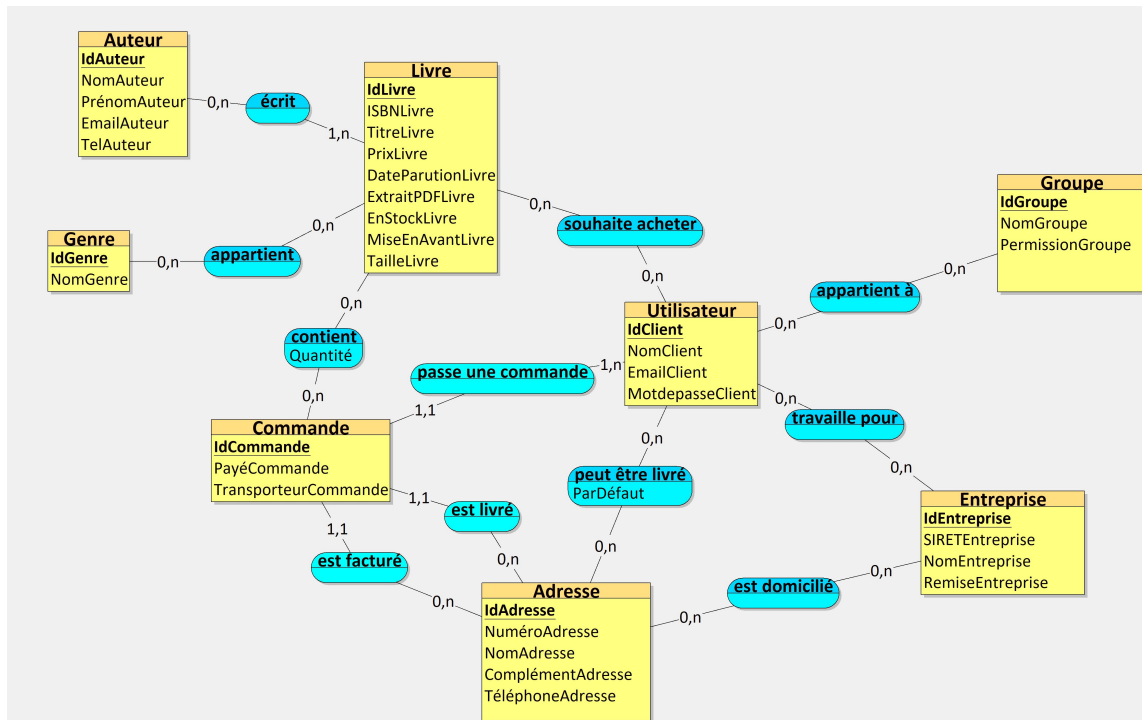 Auteur
IdAuteur
NomAuteur
PrénomAuteur
EmailAuteur
TelAuteur
0,n
écrit
1,n
Livre
IdLivre
ISBNLivre
TitreLivre
PrixLivre
DateParutionLivre
ExtraitPDFLivre
EnStockLivre
MiseEnAvantLivre
TailleLivre
Genre
IdGenre
NomGenre
0,n
appartient
0,n
0,n
souhaite acheter
0,n
Groupe
IdGroupe
NomGroupe
PermissionGroupe
0,n
appartient à
0,n
0,n
contient
Quantité
0,n
Utilisateur
IdClient
NomClient
EmailClient
MotdepasseClient
1,n
passe une commande
1,1
0,n
travaille pour
0,n
Commande
IdCommande
PayéCommande
TransporteurCommande
0,n
peut être livré
ParDéfaut
0,n
1,1
est livré
0,n
1,1
est facturé
0,n
Entreprise
IdEntreprise
SIRETEntreprise
NomEntreprise
RemiseEntreprise
0,n
est domicilié
0,n
Adresse
IdAdresse
NuméroAdresse
NomAdresse
ComplémentAdresse
TéléphoneAdresse